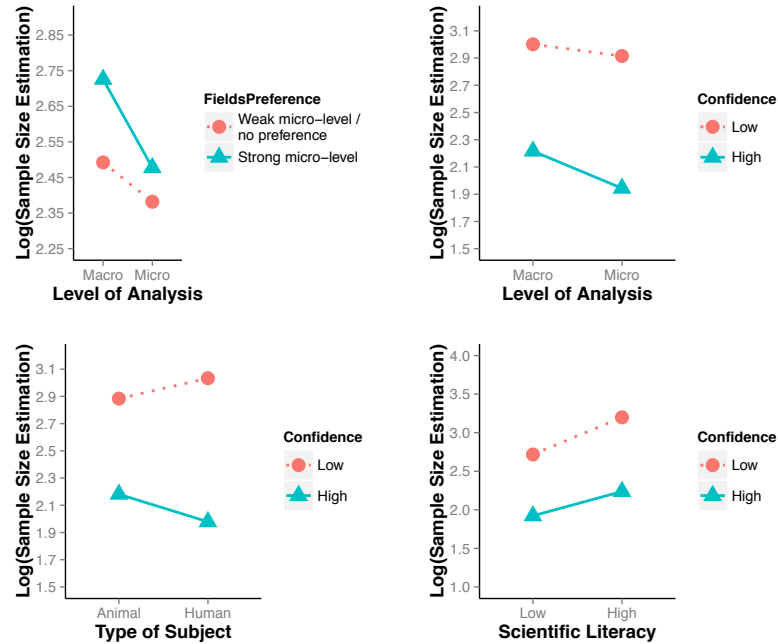 Log(Sample Size Estimation)
2.85
2.75
2.65
2.55
2.45
2.35
2.25
Macro
Micro
Level of Analysis
FieldsPreference
Weak micro−level /
no preference
Strong micro−level
Log(Sample Size Estimation)
3.1
2.9
2.7
2.5
2.3
2.1
1.9
1.7
1.5
Macro
Micro
Level of Analysis
Confidence
Low
High
Log(Sample Size Estimation)
3.1
2.9
2.7
2.5
2.3
2.1
1.9
1.7
1.5
Animal
Human
Type of Subject
Confidence
Low
High
Log(Sample Size Estimation)
4.0
3.5
3.0
2.5
2.0
1.5
1.0
Low
High
Scientific Literacy
Confidence
Low
High